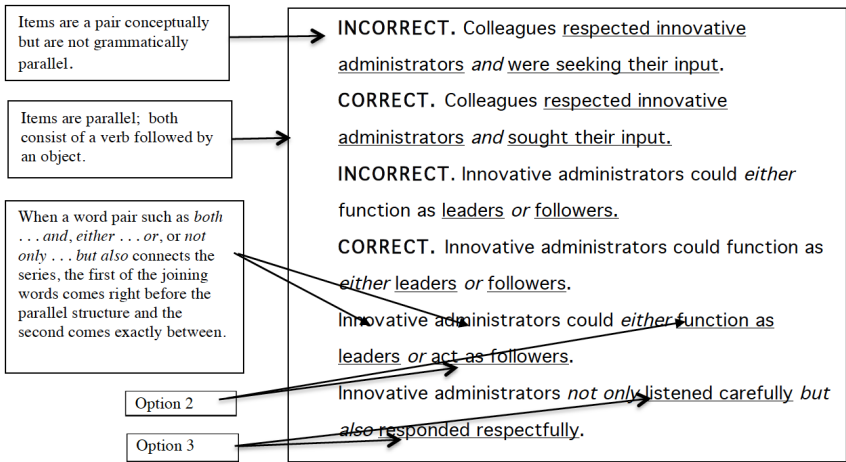 Items are a pair conceptually
but are not grammatically
parallel.
Items are parallel;  both
consist of a verb followed by
an object.
When a word pair such as both
. . . and, either . . . or, or not
only . . . but also connects the
series, the first of the joining
words comes right before the
parallel structure and the
second comes exactly between.
Option 2
Option 3
INCORRECT. Colleagues respected innovative
administrators and were seeking their input.
CORRECT. Colleagues respected innovative
administrators and sought their input.
INCORRECT. Innovative administrators could either
function as leaders or followers.
CORRECT. Innovative administrators could function as
either leaders or followers.
Innovative administrators could either function as
leaders or act as followers.
Innovative administrators not only listened carefully but
also responded respectfully.